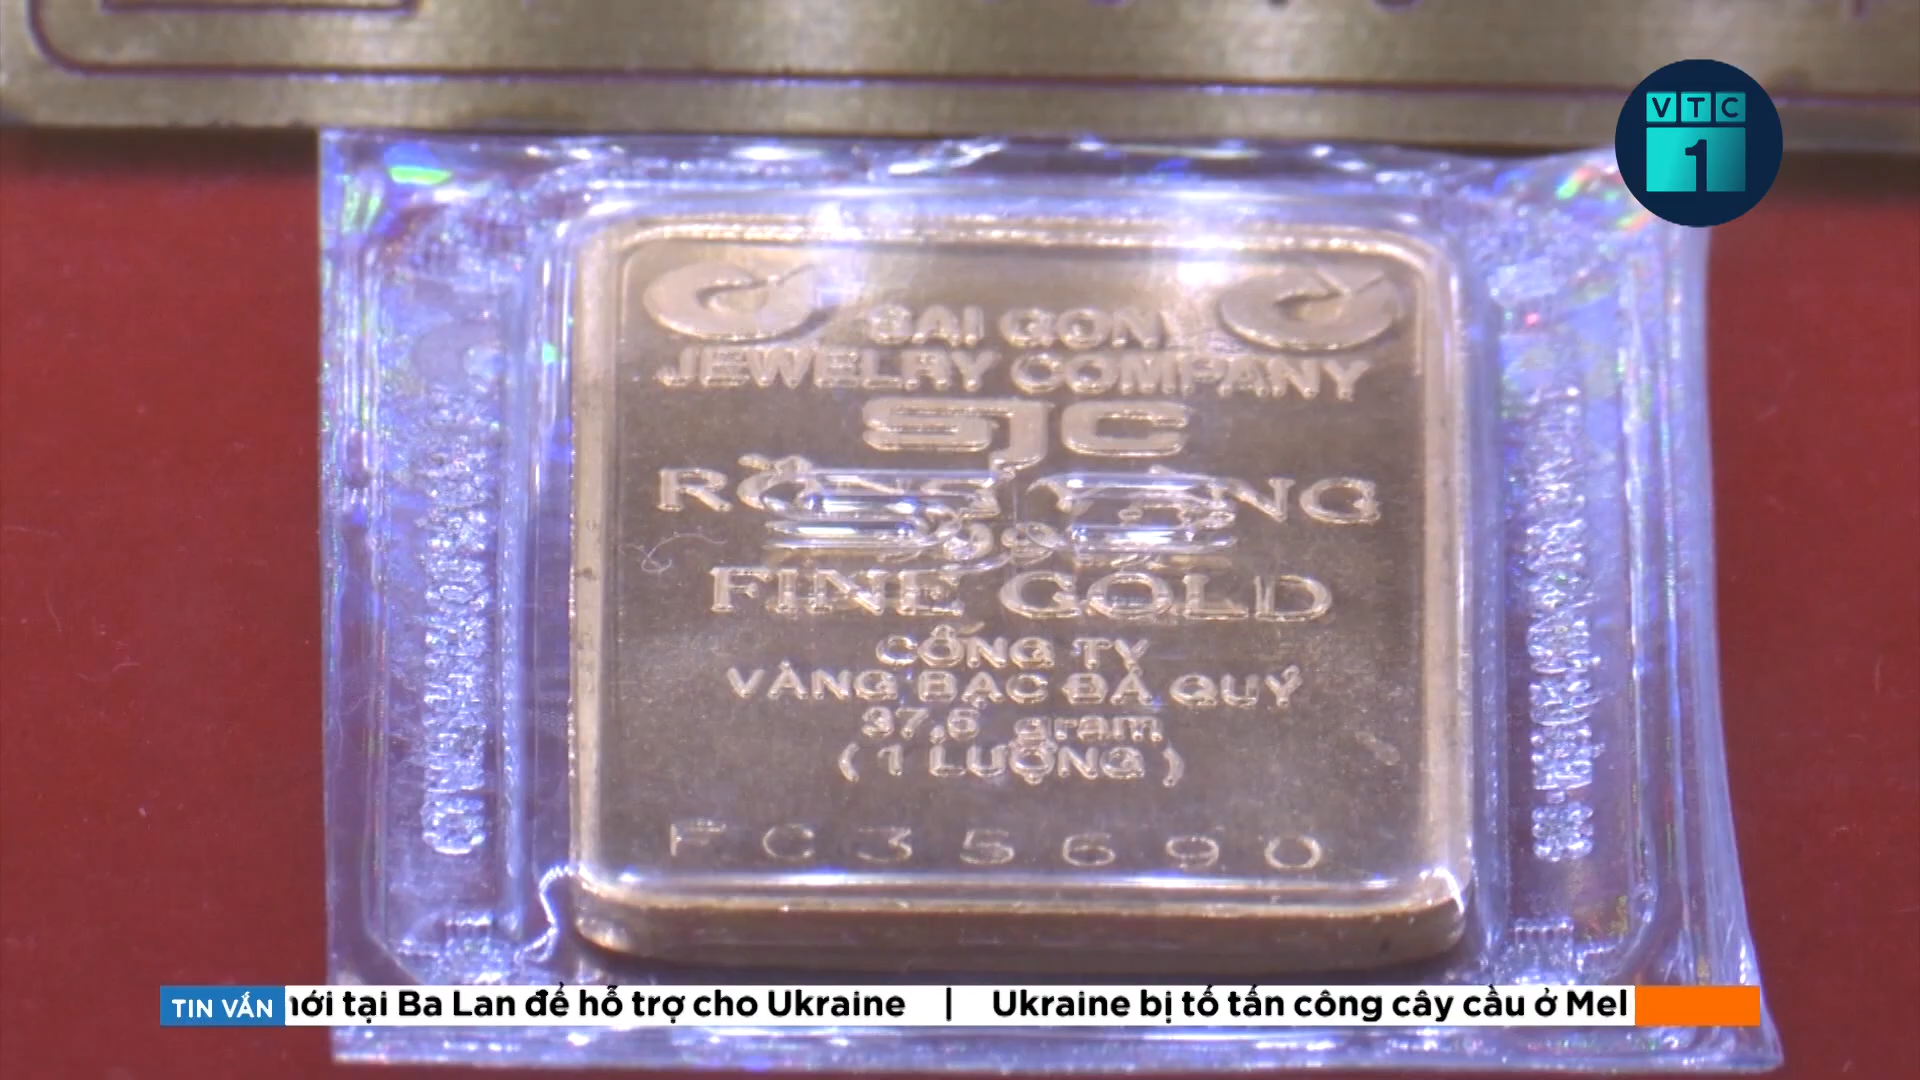 VTC
1
SAI GON
JEWELRY COMPANY
SJC
RỒNG VÀNG
FINE GOLD
CÔNG TY
VÀNG BẠC ĐÁ QUÝ
37,5 gram
( 1 LƯỢNG )
FC35690
TIN VẮN
tại Ba Lan để hỗ trợ cho Ukraine | Ukraine bị tố tấn công cây cầu ở Mel